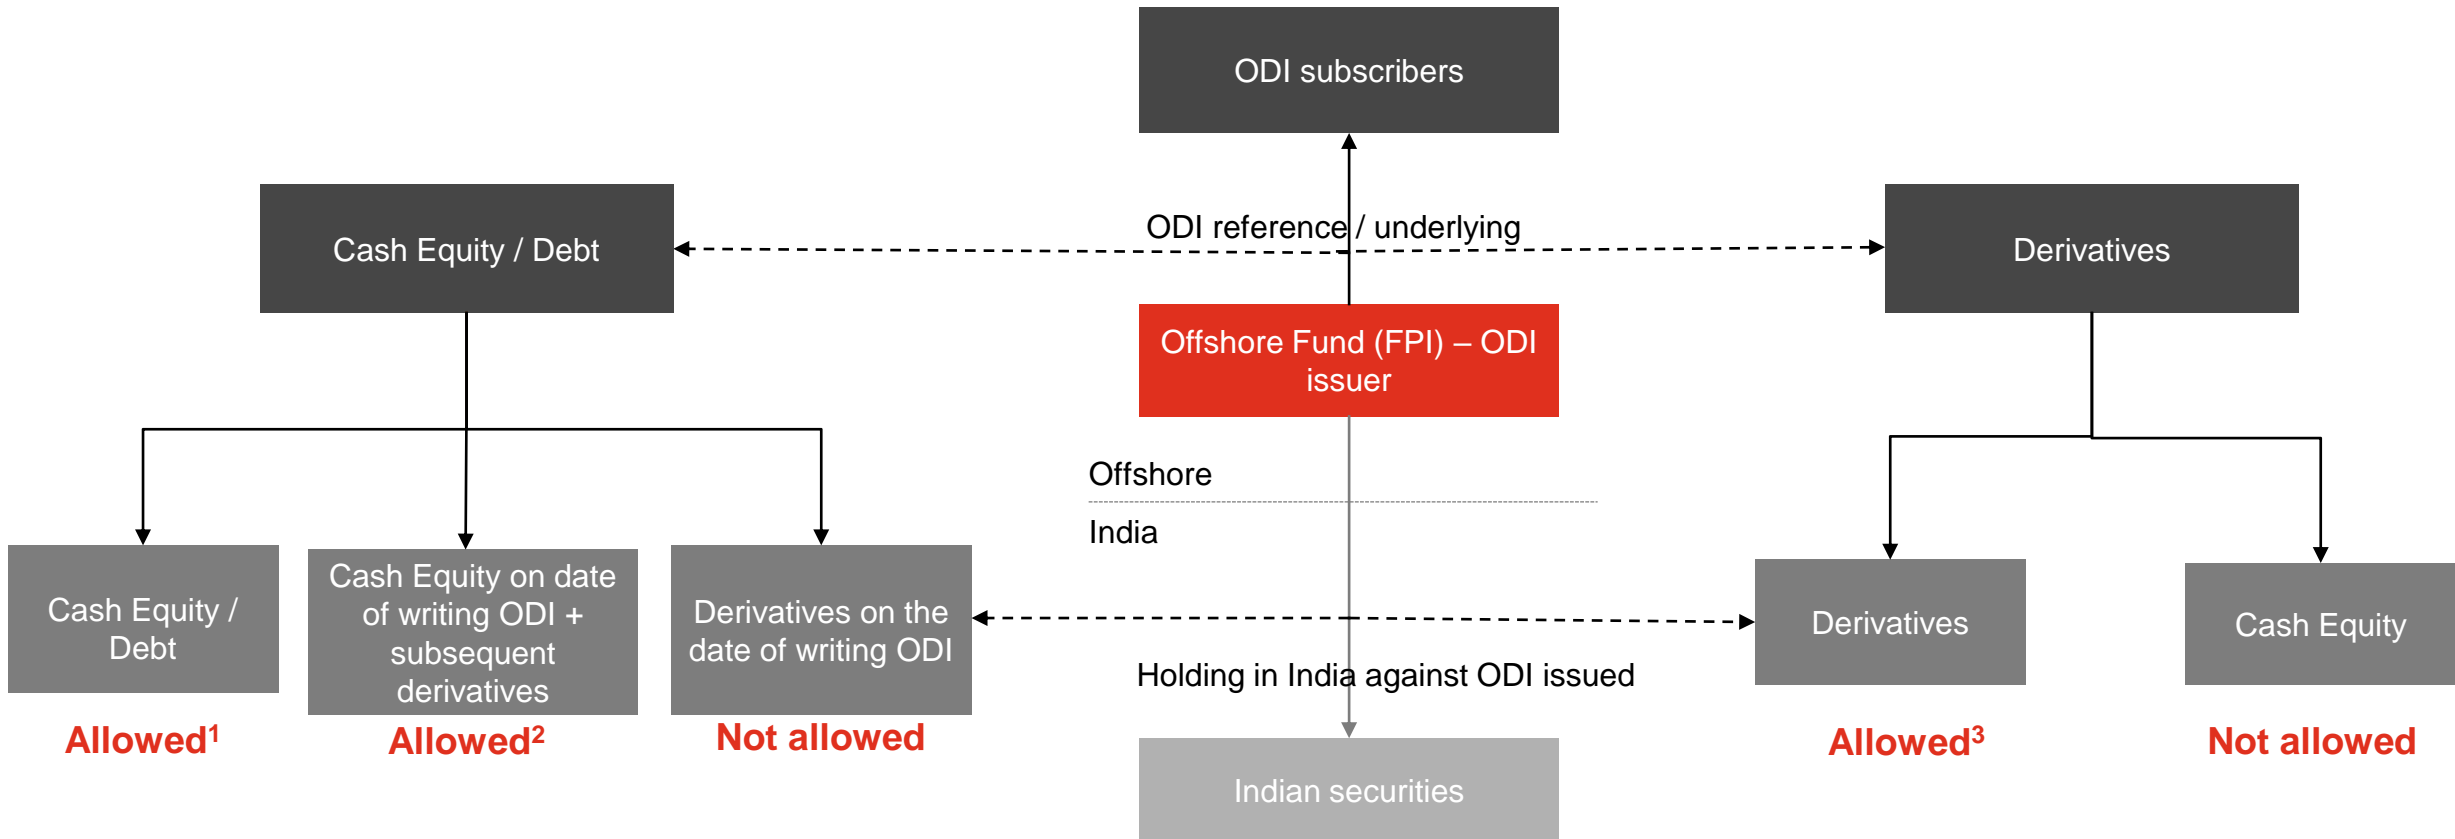 ODI subscribers
Cash Equity / Debt
ODI reference / underlying
Derivatives
Offshore Fund (FPI) – ODI
issuer
Offshore
India
Cash Equity /
Debt
Cash Equity on date
of writing ODI +
subsequent
derivatives
Derivatives on the
date of writing ODI
Derivatives
Cash Equity
Holding in India against ODI issued
Allowed¹
Allowed²
Not allowed
Allowed³
Not allowed
Indian securities